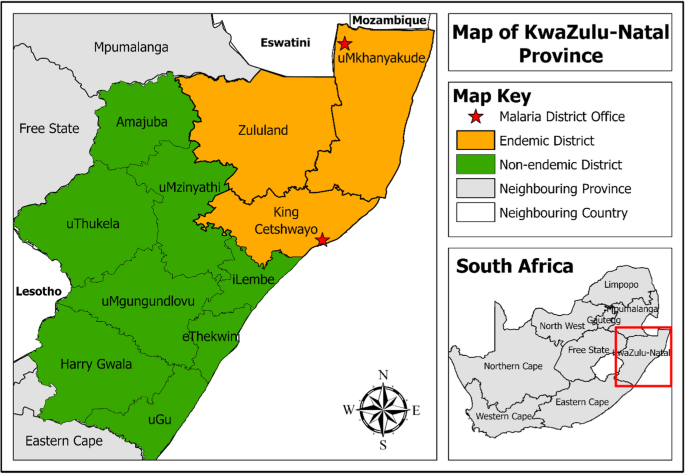 Mozambique
Eswatini
Mpumalanga
uMkhanyakude
Free State
Amajuba
Zululand
uMzinyathi
King
Cetshwayo
uThukela
iLembe
Lesotho
uMgungundlovu
eThekwini
Harry Gwala
uGu
Eastern Cape
N
W
E
S
Map of KwaZulu-Natal
Province
Map Key
Malaria District Office
Endemic District
Non-endemic District
Neighbouring Province
Neighbouring Country
South Africa
Limpopo
Mpumalanga
Gauteng
North West
Free State
KwaZulu-Natal
Northern Cape
Eastern Cape
Western Cape